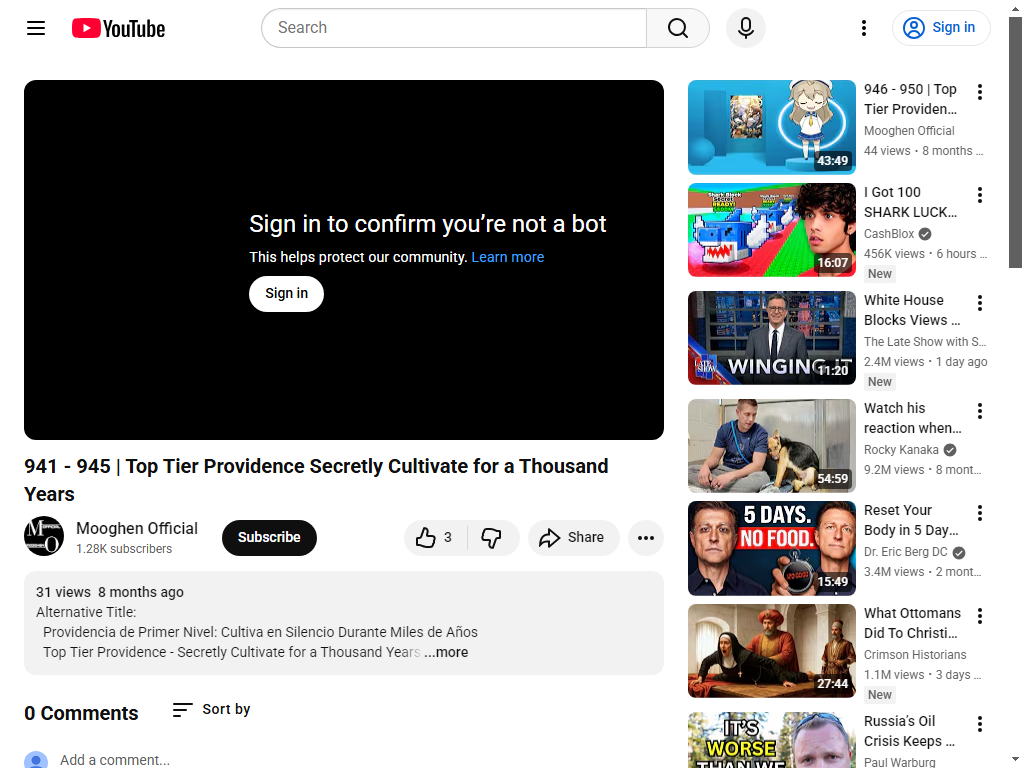 YouTube
Search
Sign in
Sign in to confirm you’re not a bot
This helps protect our community. Learn more
Sign in
941 - 945 | Top Tier Providence Secretly Cultivate for a Thousand
Years
Mooghen Official
1.28K subscribers
Subscribe
3
Share
31 views 8 months ago
Alternative Title:
Providencia de Primer Nivel: Cultiva en Silencio Durante Miles de Años
Top Tier Providence - Secretly Cultivate for a Thousand Years ...more
0 Comments
Sort by
Add a comment...
43:49
946 - 950 | Top
Tier Providen...
Mooghen Official
44 views • 8 months ...
16:07
I Got 100
SHARK LUCK...
CashBlox
456K views • 6 hours ...
New
LATE SHOW
WINGING IT
11:20
White House
Blocks Views ...
The Late Show with S...
2.4M views • 1 day ago
New
54:59
Watch his
reaction when...
Rocky Kanaka
9.2M views • 8 mont...
5 DAYS.
NO FOOD.
15:49
Reset Your
Body in 5 Day...
Dr. Eric Berg DC
3.4M views • 2 mont...
27:44
What Ottomans
Did To Christi...
Crimson Historians
1.1M views • 3 days ...
New
IT'S
WORSE
THAN WE
Russia's Oil
Crisis Keeps ...
Paul Warburg